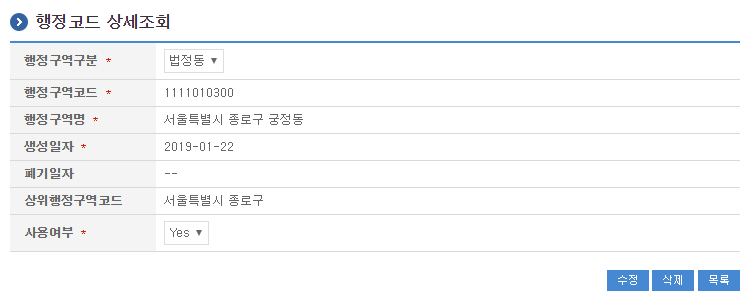 행정코드 상세조회
행정구역구분 * 법정동 ▼
행정구역코드 * 1111010300
행정구역명 * 서울특별시 종로구 궁정동
생성일자 * 2019-01-22
폐기일자 --
상위행정구역코드 서울특별시 종로구
사용여부 * Yes ▼
수정 삭제 목록